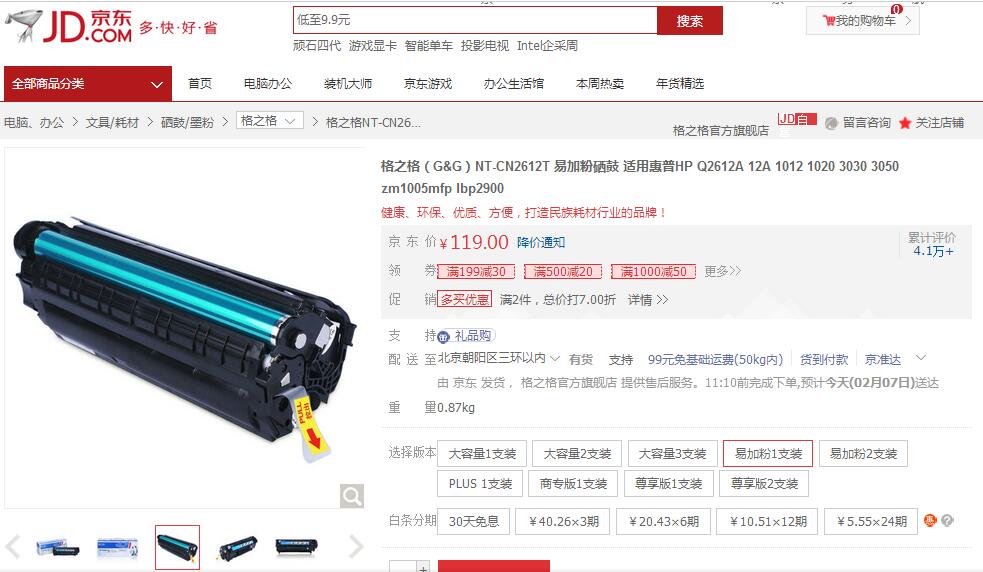 JD 京东
.COM
多·快·好·省
低至9.9元
搜索
我的购物车
0
顽石四代 游戏显卡 智能单车 投影电视 Intel企采周
全部商品分类 首页 电脑办公 装机大师 京东游戏 办公生活馆 本周热卖 年货精选
电脑、办公 > 文具/耗材 > 硒鼓/墨粉 > 格之格 > 格之格NT-CN26...
格之格官方旗舰店 JD自营 留言咨询 关注店铺
格之格（G&G）NT-CN2612T 易加粉硒鼓 适用惠普HP Q2612A 12A 1012 1020 3030 3050
zm1005mfp lbp2900
健康、环保、优质、方便，打造民族耗材行业的品牌！
京东价 ￥119.00 降价通知
累计评价
4.1万+
领券 满199减30 满500减20 满1000减50 更多>>
促销 多买优惠 满2件，总价打7.00折 详情 >>
支持 礼品购
配送至 北京朝阳区三环以内 有货 支持 99元免基础运费(50kg内) 货到付款 京准达
由 京东 发货， 格之格官方旗舰店 提供售后服务。11:10前完成下单,预计今天(02月07日)送达
重量 0.87kg
选择版本 大容量1支装 大容量2支装 大容量3支装 易加粉1支装 易加粉2支装
PLUS 1支装 商专版1支装 尊享版1支装 尊享版2支装
白条分期 30天免息 ￥40.26×3期 ￥20.43×6期 ￥10.51×12期 ￥5.55×24期 惠 ?
PULL
+